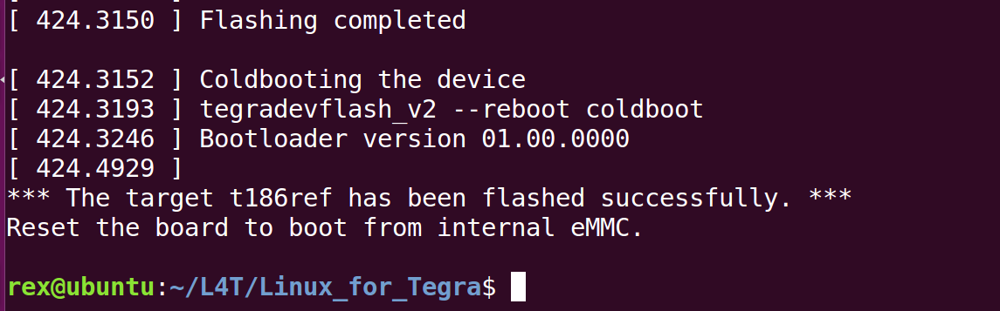 [ 424.3150 ] Flashing completed
[ 424.3152 ] Coldbooting the device
[ 424.3193 ] tegradevflash_v2 --reboot coldboot
[ 424.3246 ] Bootloader version 01.00.0000
[ 424.4929 ]
*** The target t186ref has been flashed successfully. ***
Reset the board to boot from internal eMMC.
rex@ubuntu:~/L4T/Linux_for_Tegra$